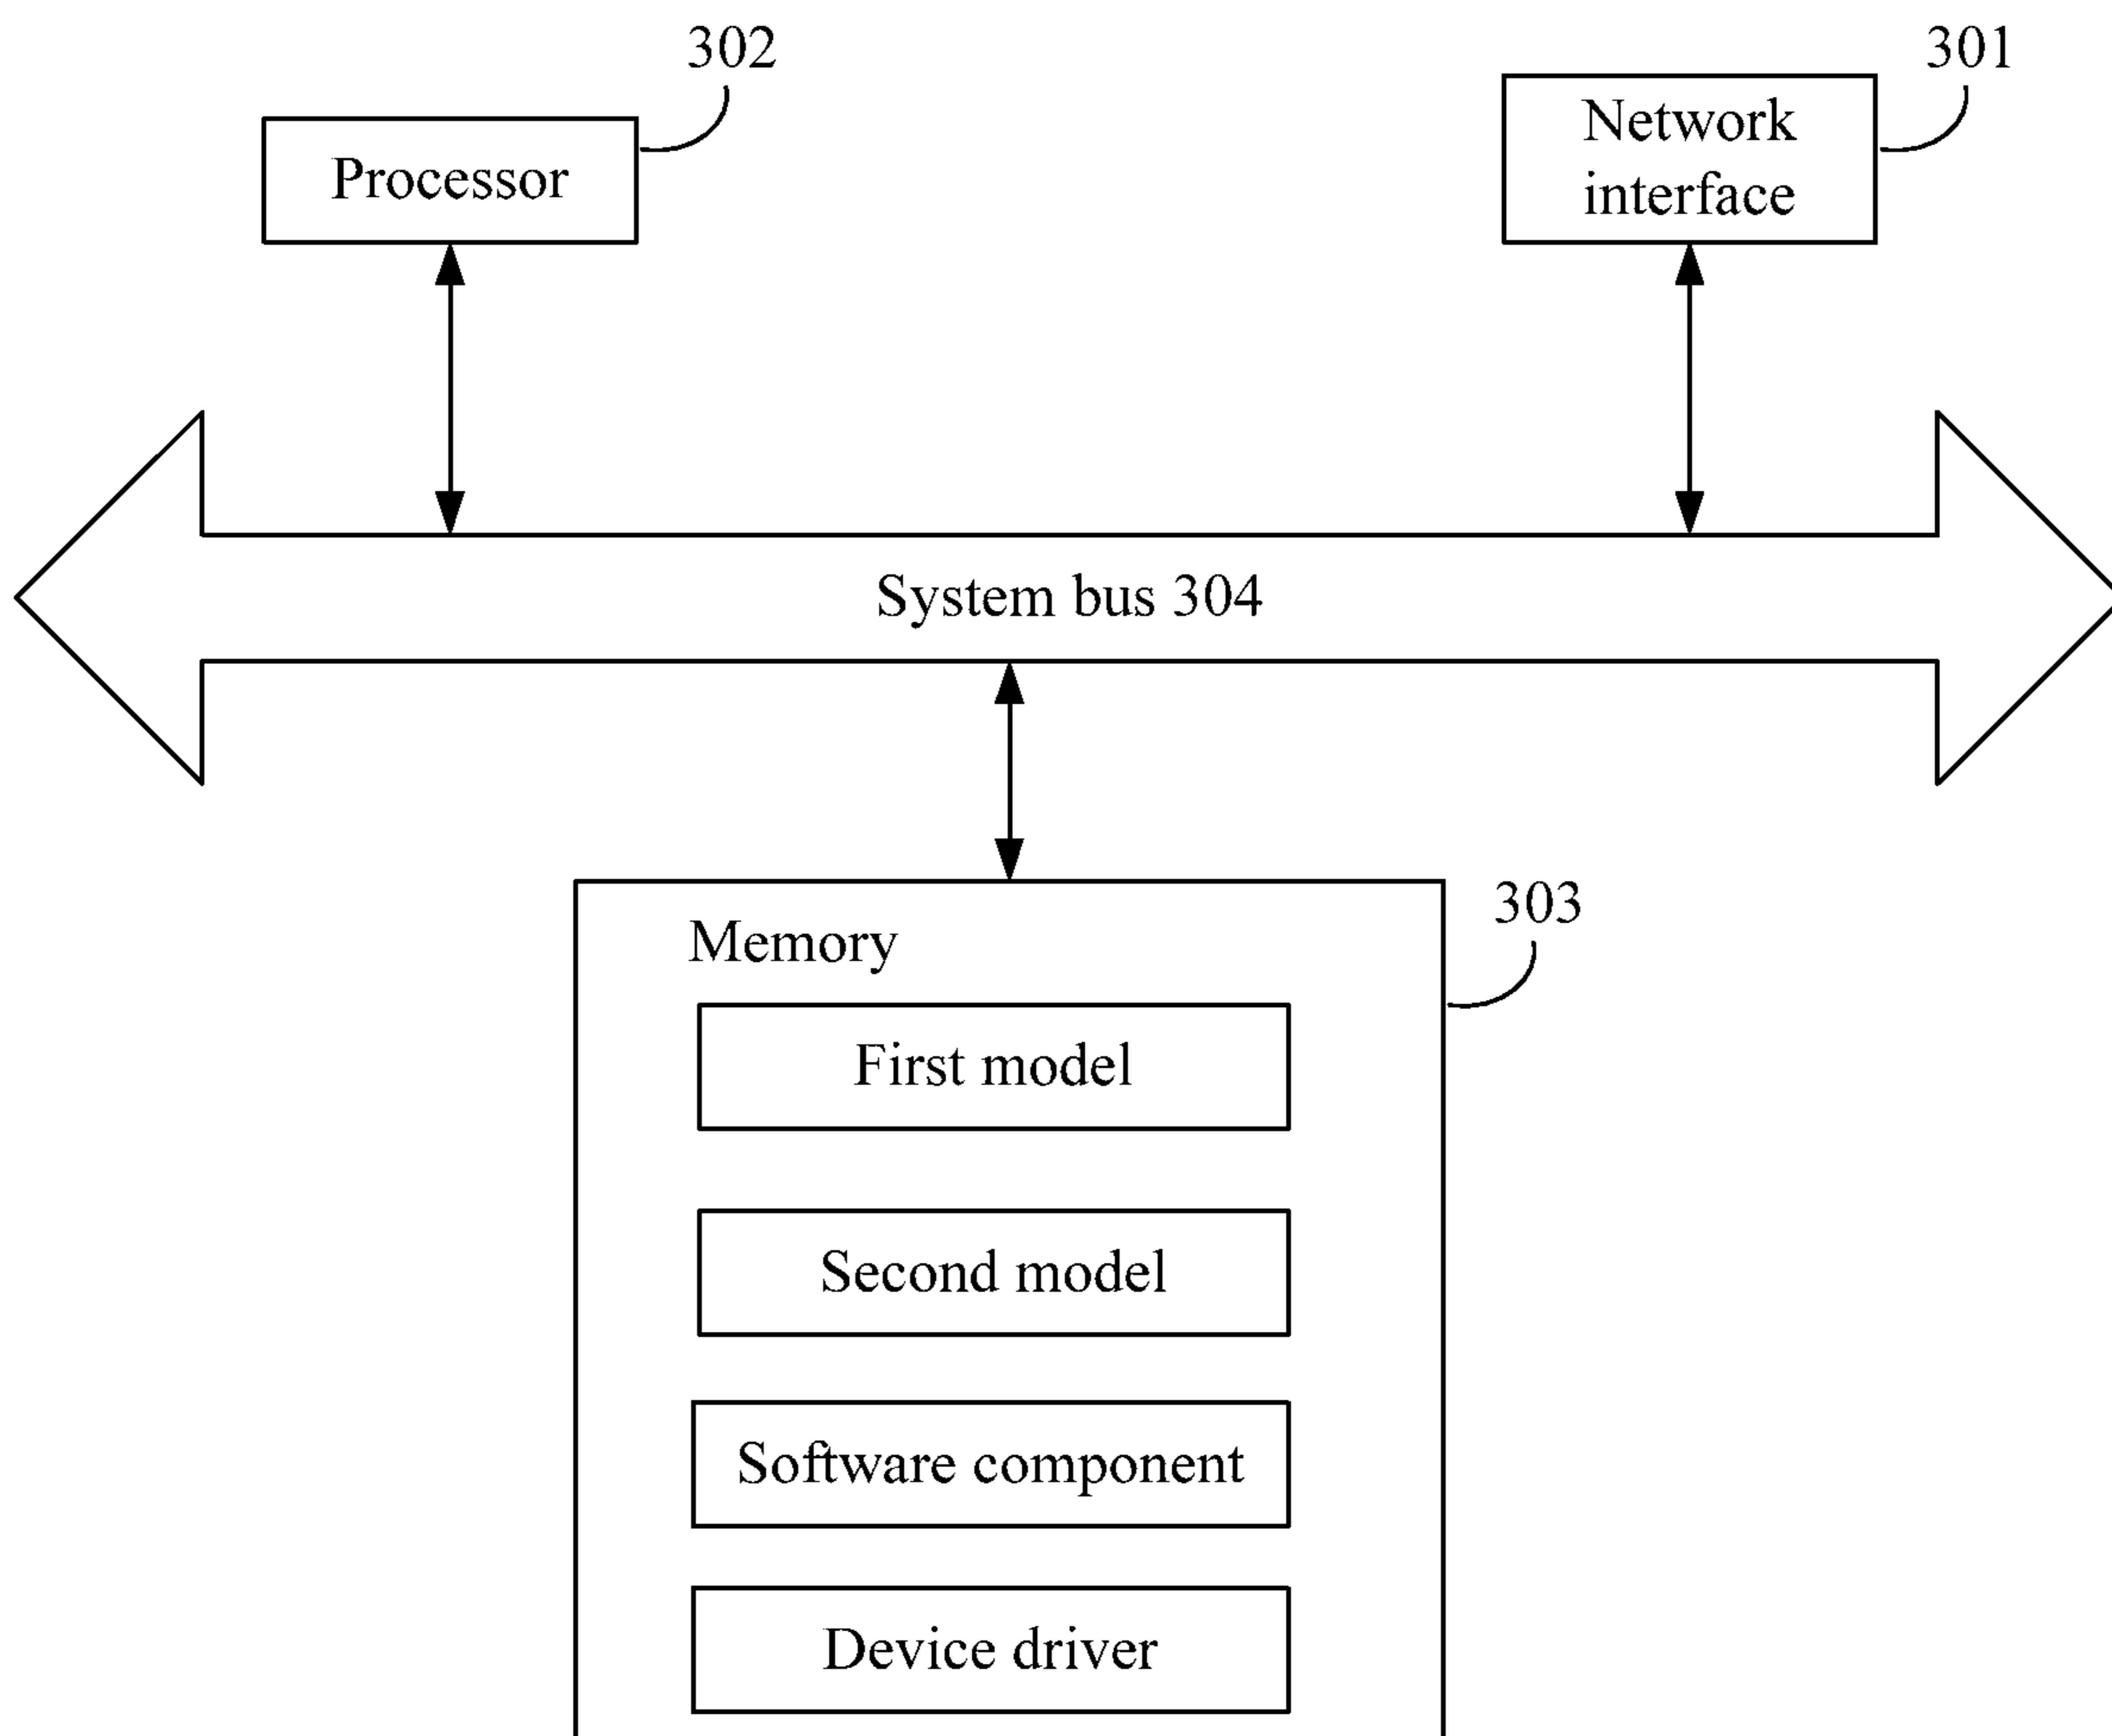 302
301
Processor
Network
interface
System bus 304
303
Memory
First model
Second model
Software component
Device driver